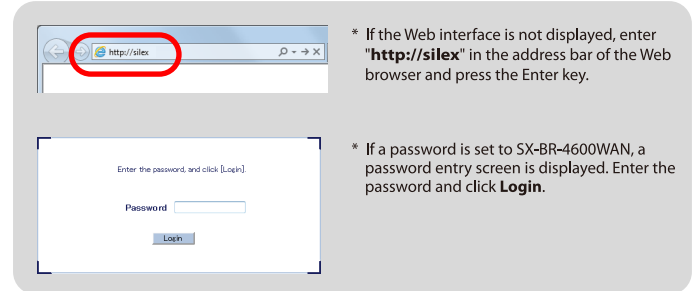 http://silex
* If the Web interface is not displayed, enter
"http://silex" in the address bar of the Web
browser and press the Enter key.
Enter the password, and click [Login].
Password
Login
* If a password is set to SX-BR-4600WAN, a
password entry screen is displayed. Enter the
password and click Login.